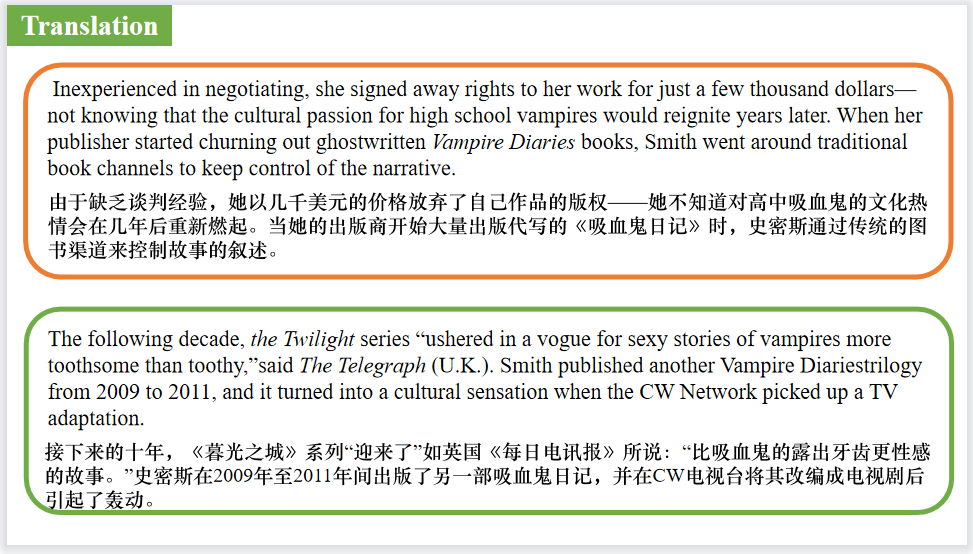 Translation
Inexperienced in negotiating, she signed away rights to her work for just a few thousand dollars—
not knowing that the cultural passion for high school vampires would reignite years later. When her
publisher started churning out ghostwritten Vampire Diaries books, Smith went around traditional
book channels to keep control of the narrative.
由于缺乏谈判经验，她以几千美元的价格放弃了自己作品的版权——她不知道对高中吸血鬼的文化热
情会在几年后重新燃起。当她的出版商开始大量出版代写的《吸血鬼日记》时，史密斯通过传统的图
书渠道来控制故事的叙述。
The following decade, the Twilight series “ushered in a vogue for sexy stories of vampires more
toothsome than toothy,”said The Telegraph (U.K.). Smith published another Vampire Diariestrilogy
from 2009 to 2011, and it turned into a cultural sensation when the CW Network picked up a TV
adaptation.
接下来的十年，《暮光之城》系列“迎来了”如英国《每日电讯报》所说：“比吸血鬼的露出牙齿更性感
的故事。”史密斯在2009年至2011年间出版了另一部吸血鬼日记，并在CW电视台将其改编成电视剧后
引起了轰动。